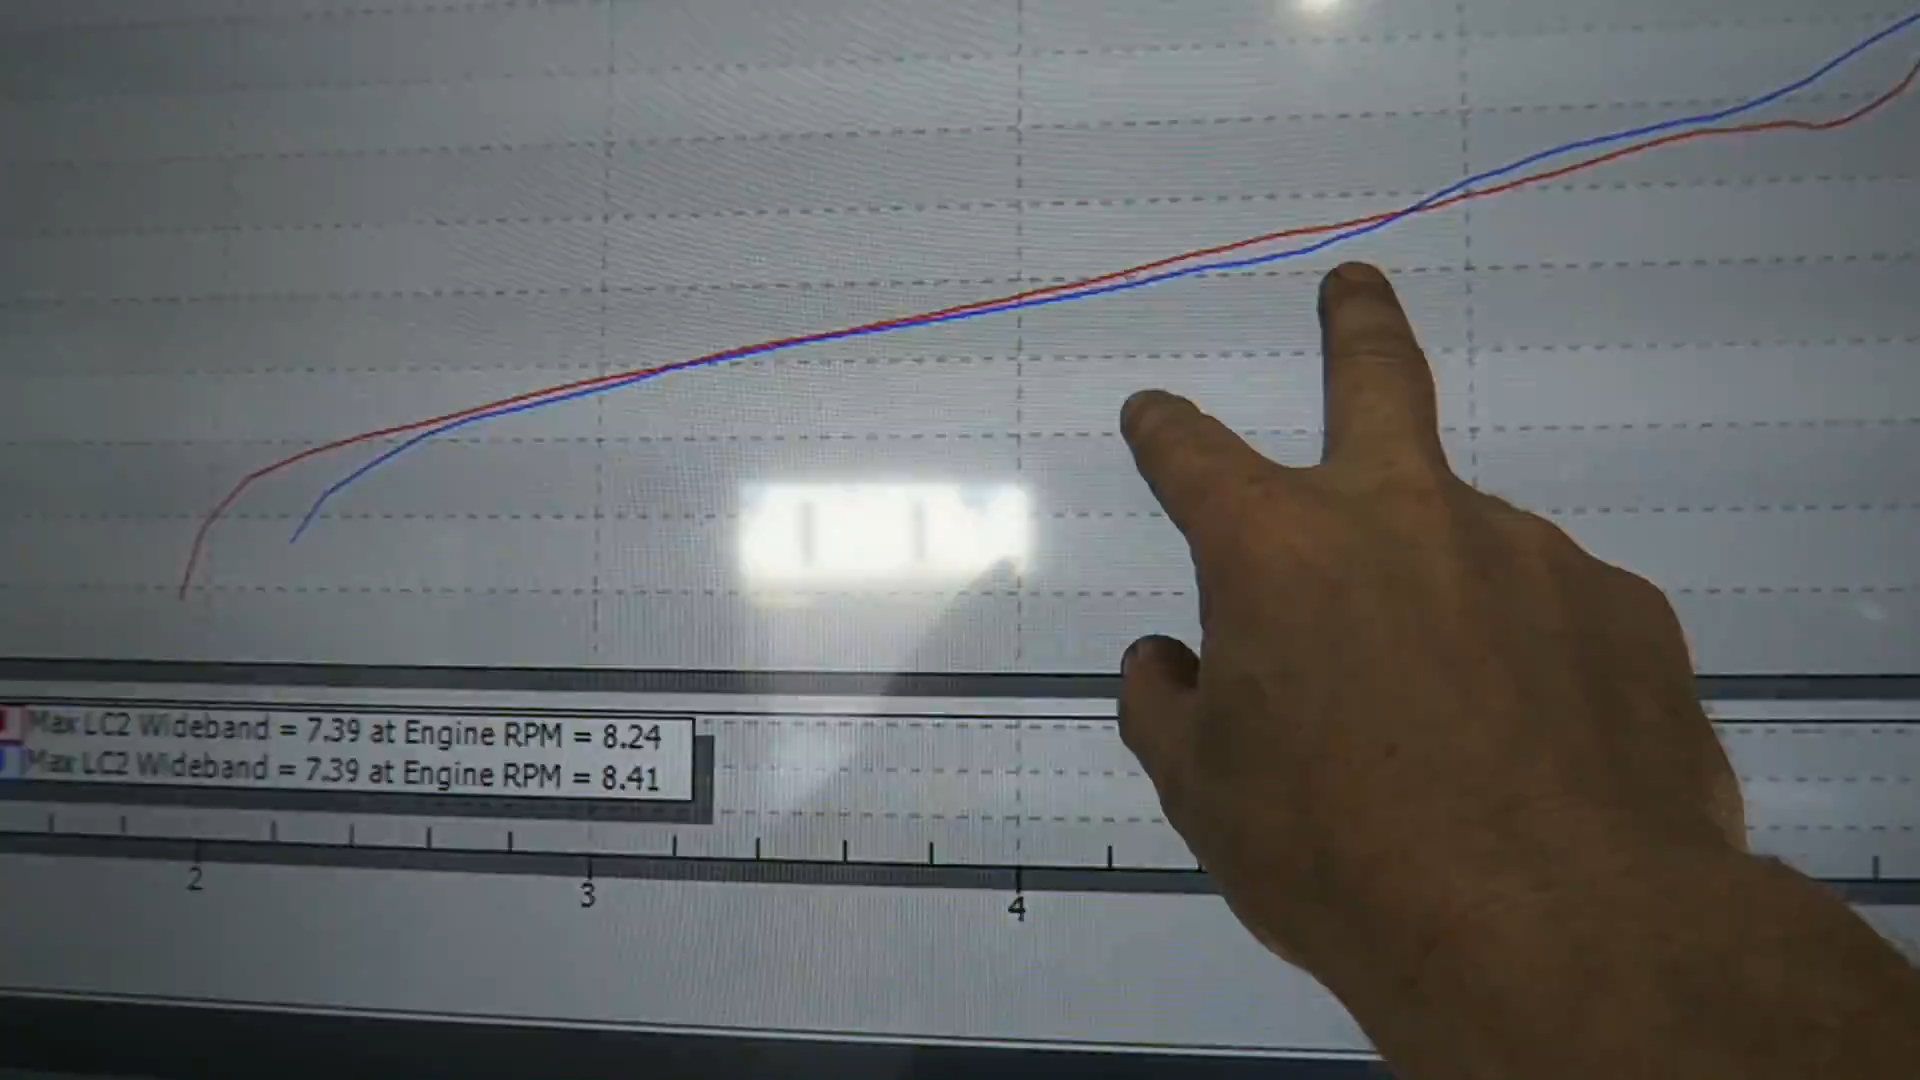 Max LC2 Wideband = 7.39 at Engine RPM = 8.24
Max LC2 Wideband = 7.39 at Engine RPM = 8.41
2
3
4